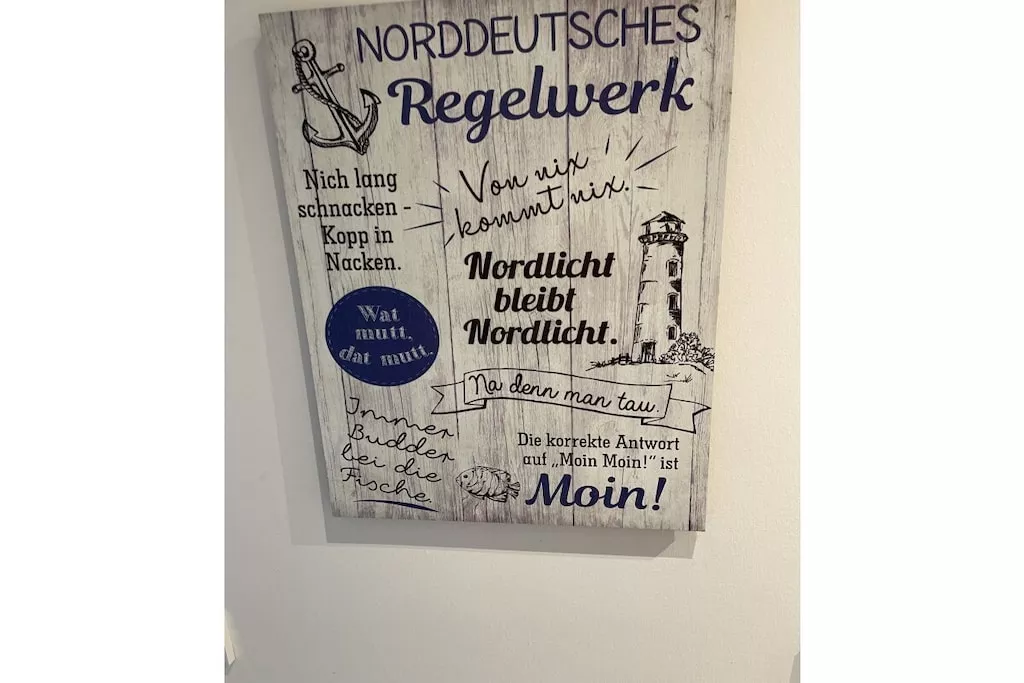 NORDDEUTSCHES
Regelwerk
Nich lang
schnacken -
Kopp in
Nacken.
Von nix
kommt nix.
Nordlicht
bleibt
Nordlicht.
Wat
mutt,
dat mutt.
Na denn man tau.
Immer
Budder
bei die
Fische.
Die korrekte Antwort
auf „Moin Moin!“ ist
Moin!